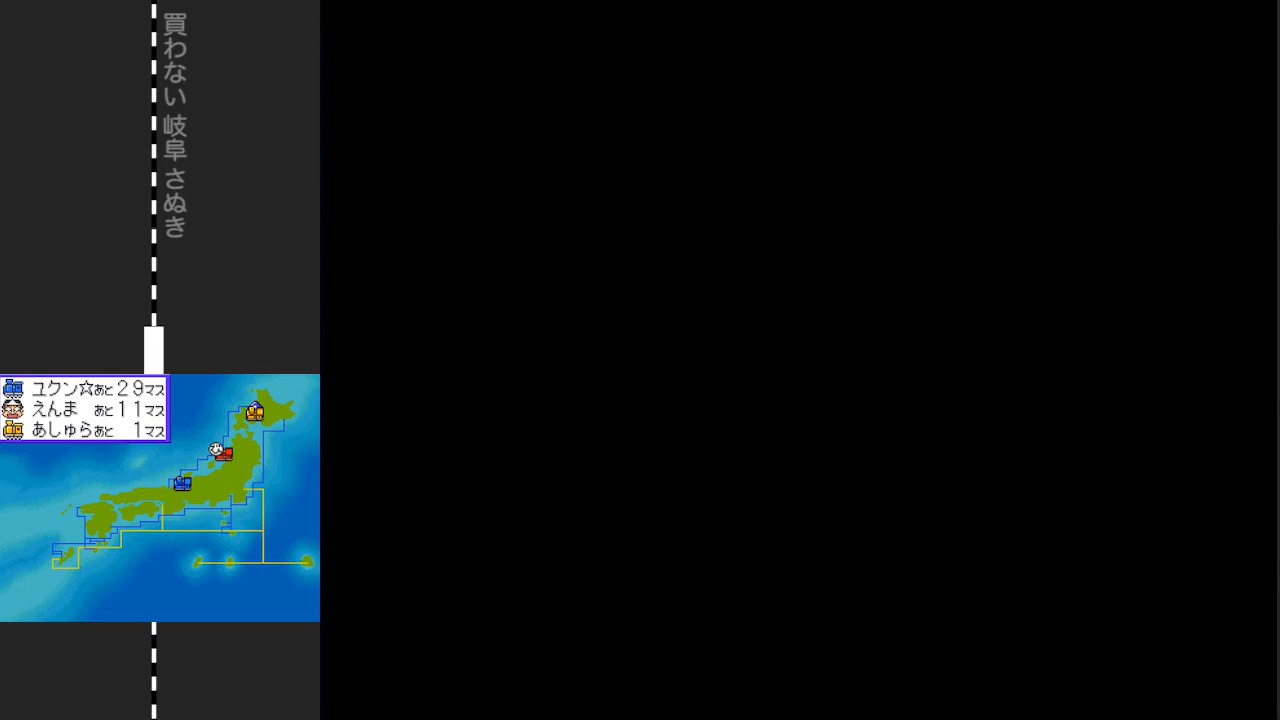 買わない 岐阜 さぬき
ユクン☆あと29マス
えんま あと11マス
あしゅらあと 1マス